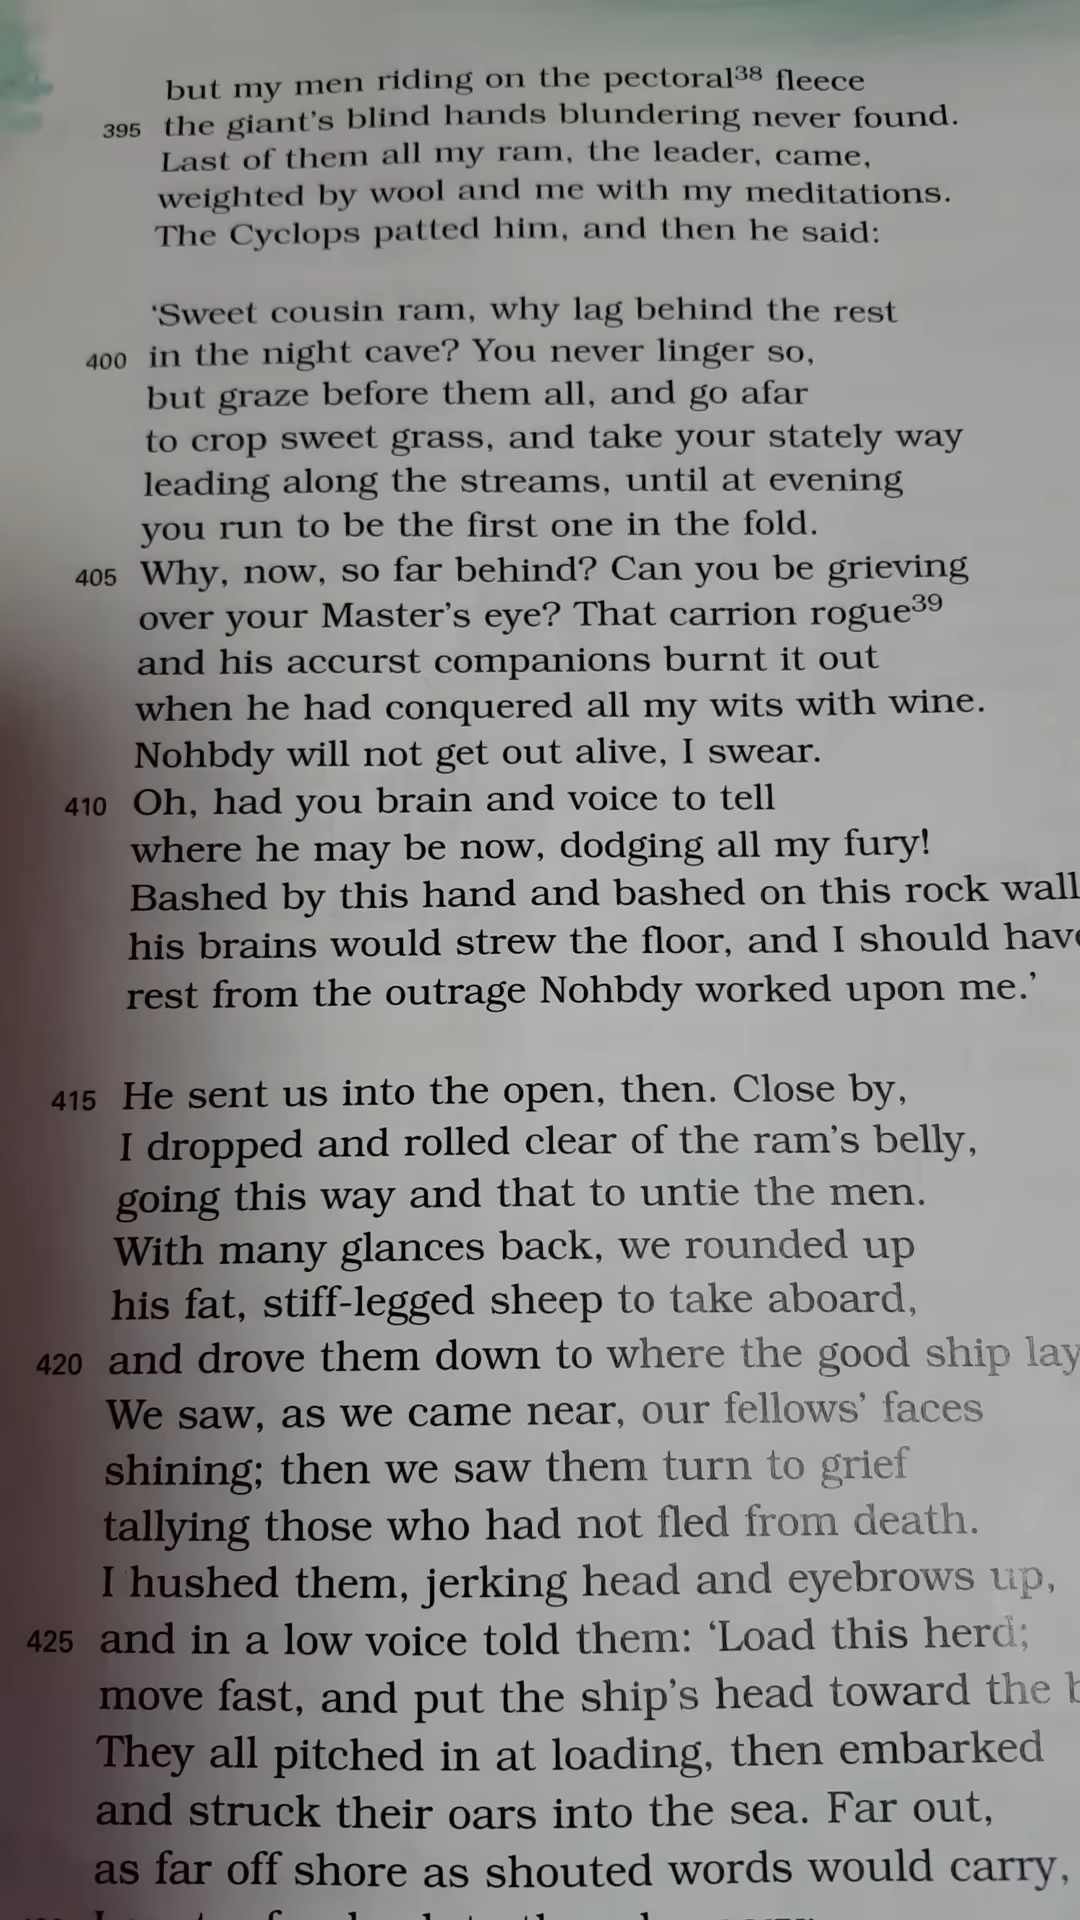 but my men riding on the pectoral38 fleece
395 the giant's blind hands blundering never found.
Last of them all my ram, the leader, came,
weighted by wool and me with my meditations.
The Cyclops patted him, and then he said:
'Sweet cousin ram, why lag behind the rest
400 in the night cave? You never linger so,
but graze before them all, and go afar
to crop sweet grass, and take your stately way
leading along the streams, until at evening
you run to be the first one in the fold.
405 Why, now, so far behind? Can you be grieving
over your Master's eye? That carrion rogue39
and his accurst companions burnt it out
when he had conquered all my wits with wine.
Nohbdy will not get out alive, I swear.
410 Oh, had you brain and voice to tell
where he may be now, dodging all my fury!
Bashed by this hand and bashed on this rock wall
his brains would strew the floor, and I should have
rest from the outrage Nohbdy worked upon me.'
415 He sent us into the open, then. Close by,
I dropped and rolled clear of the ram's belly,
going this way and that to untie the men.
With many glances back, we rounded up
his fat, stiff-legged sheep to take aboard,
420 and drove them down to where the good ship lay
We saw, as we came near, our fellows' faces
shining; then we saw them turn to grief
tallying those who had not fled from death.
I hushed them, jerking head and eyebrows up,
425 and in a low voice told them: 'Load this herd;
move fast, and put the ship's head toward the
They all pitched in at loading, then embarked
and struck their oars into the sea. Far out,
as far off shore as shouted words would carry,